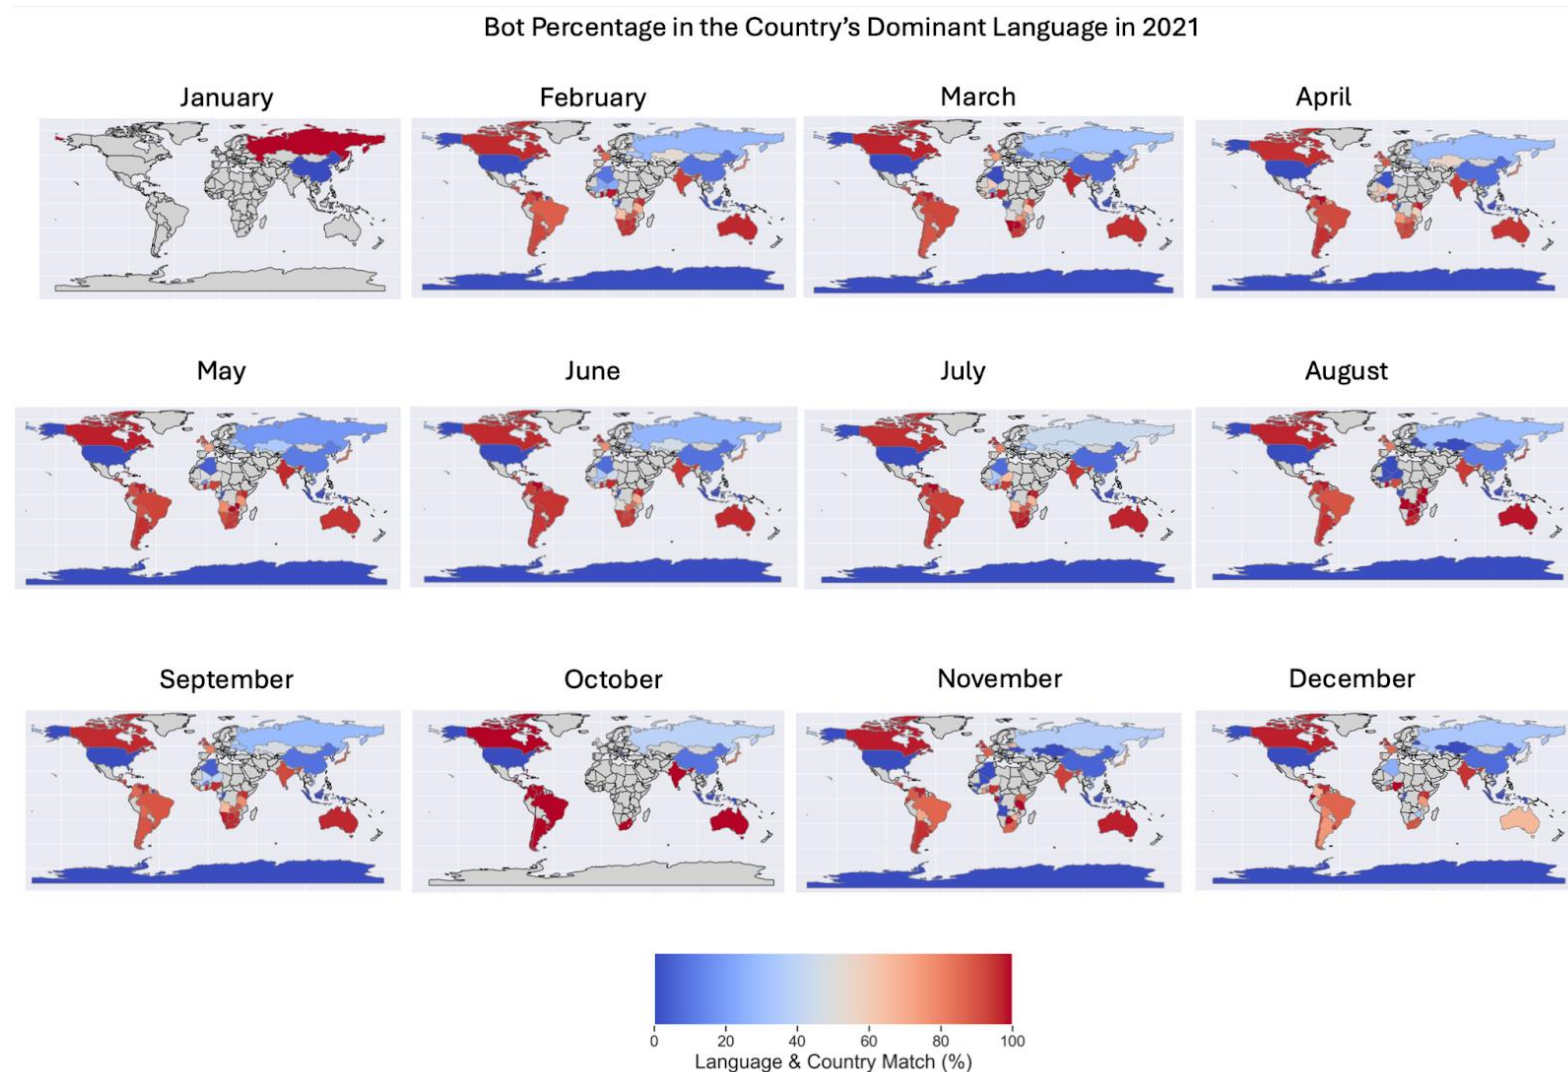 Bot Percentage in the Country’s Dominant Language in 2021
January
February
March
April
May
June
July
August
September
October
November
December
0 20 40 60 80 100
Language & Country Match (%)